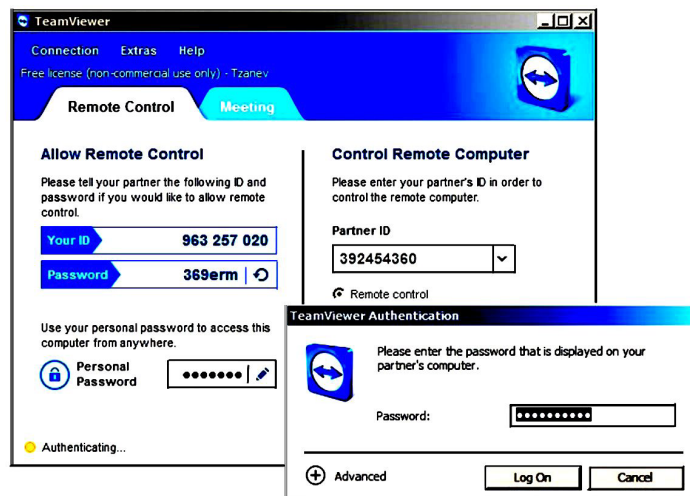 TeamViewer
Connection Extras Help
Free license (non-commercial use only) - Tzanev
Remote Control Meeting
Allow Remote Control
Please tell your partner the following ID and
password if you would like to allow remote
control.
Your ID 963 257 020
Password 369erm
Use your personal password to access this
computer from anywhere.
Personal
Password
Authenticating...
Control Remote Computer
Please enter your partner's ID in order to
control the remote computer.
Partner ID
392454360
Remote control
TeamViewer Authentication
Please enter the password that is displayed on your
partner's computer.
Password:
Advanced Log On Cancel